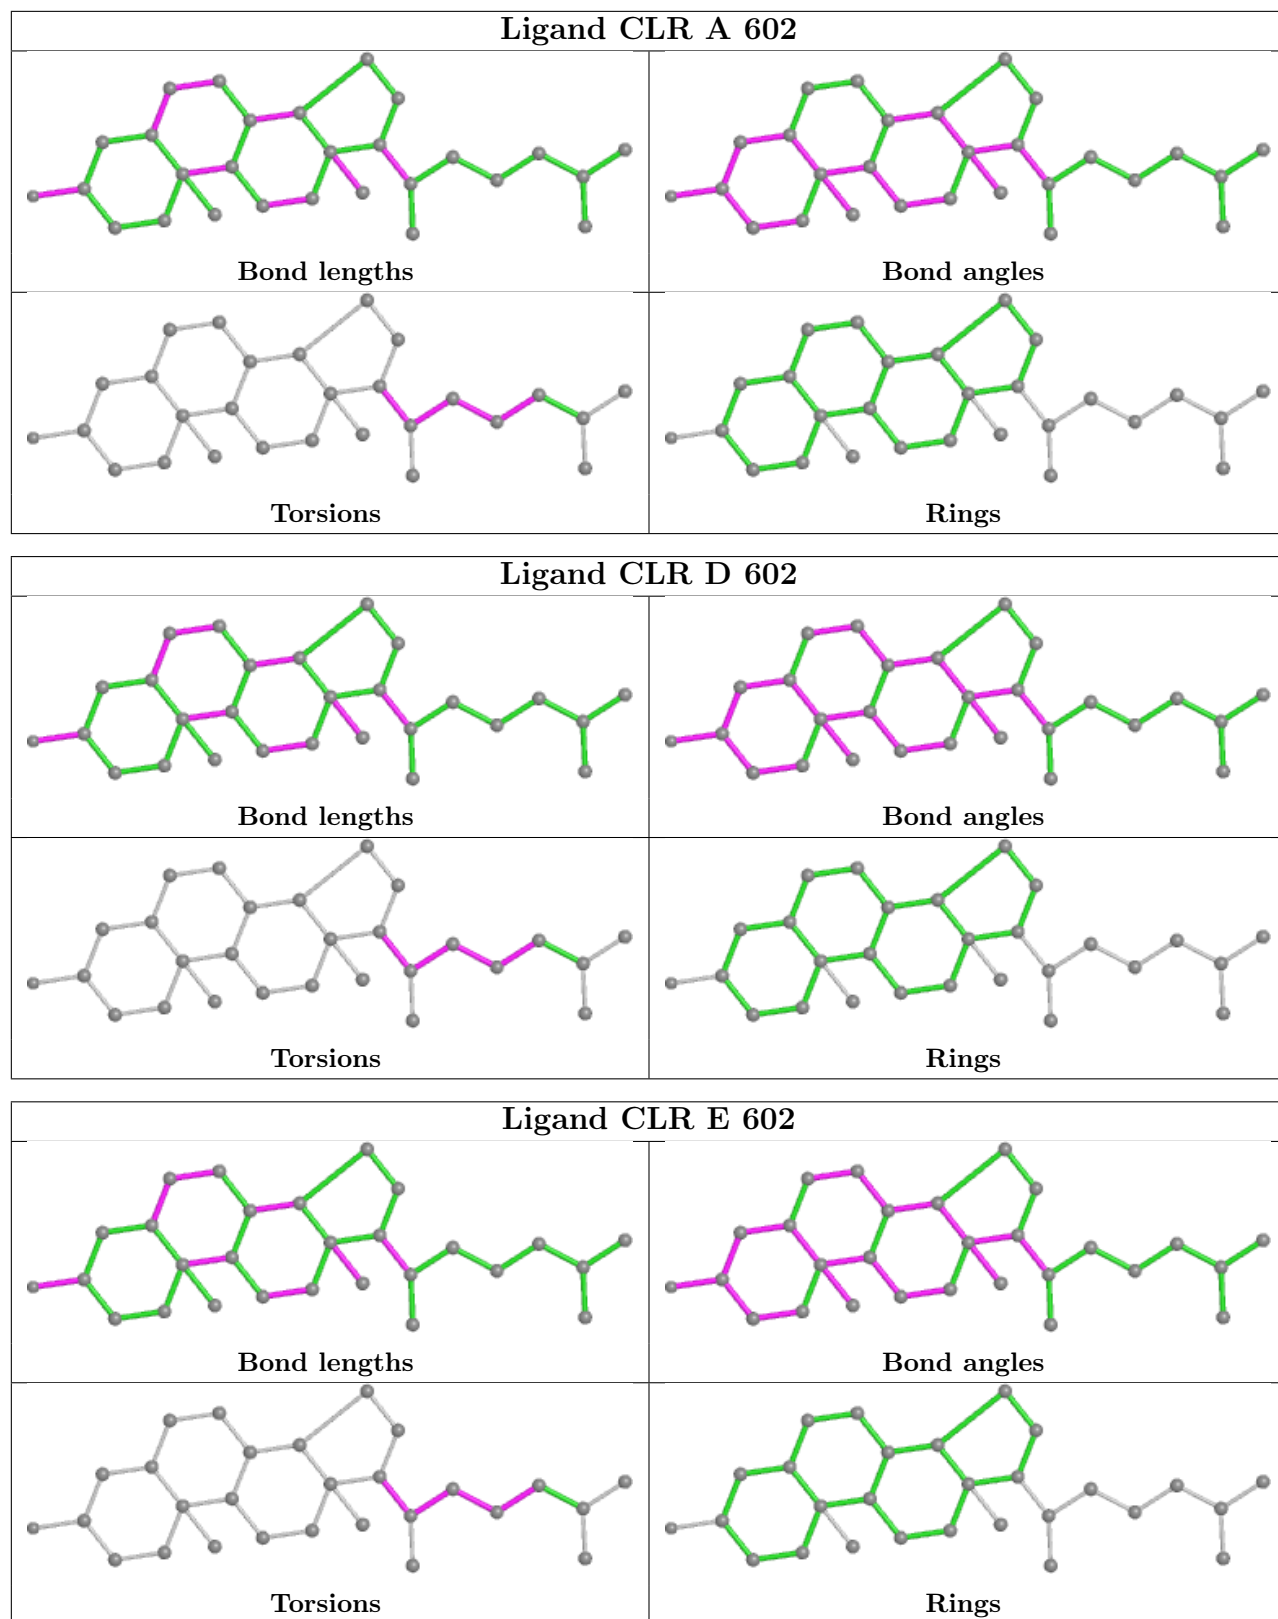 Ligand CLR A 602
Bond lengths
Bond angles
Torsions
Rings
Ligand CLR D 602
Bond lengths
Bond angles
Torsions
Rings
Ligand CLR E 602
Bond lengths
Bond angles
Torsions
Rings